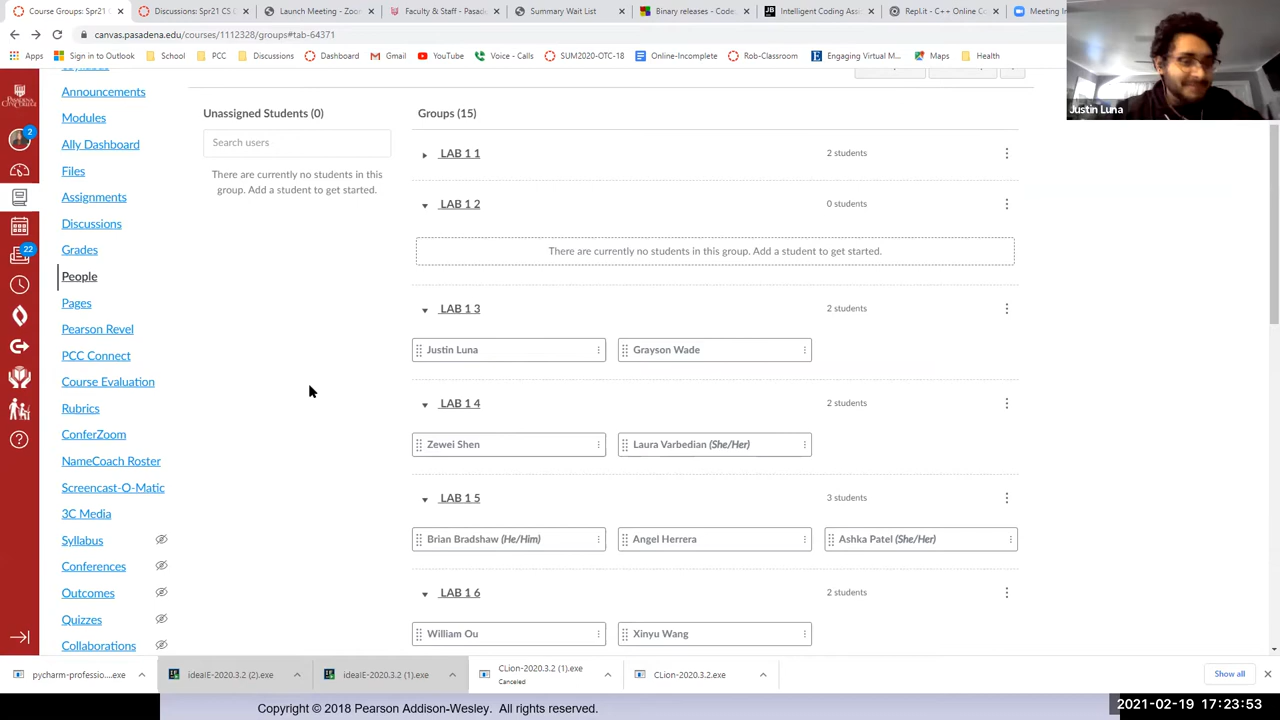 Course Groups: Spr21 CS
Discussions: Spr21 CS D
Launch Meeting - Zoo
Faculty & Staff - Pasade
Summary Wait List
Binary releases - Code:
Intelligent Coding Assis
Repl.it - C++ Online Co
Meeting In
canvas.pasadena.edu/courses/1112328/groups#tab-64371
Apps
Sign in to Outlook
School
PCC
Discussions
Dashboard
Gmail
YouTube
Voice - Calls
SUM2020-OTC-18
Online-Incomplete
Rob-Classroom
Engaging Virtual M...
Maps
Health
Justin Luna
2
22
Announcements
Modules
Ally Dashboard
Files
Assignments
Discussions
Grades
People
Pages
Pearson Revel
PCC Connect
Course Evaluation
Rubrics
ConferZoom
NameCoach Roster
Screencast-O-Matic
3C Media
Syllabus
Conferences
Outcomes
Quizzes
Collaborations
Unassigned Students (0)
Search users
There are currently no students in this
group. Add a student to get started.
Groups (15)
LAB 1 1
2 students
LAB 1 2
0 students
There are currently no students in this group. Add a student to get started.
LAB 1 3
2 students
Justin Luna
Grayson Wade
LAB 1 4
2 students
Zewei Shen
Laura Varbedian (She/Her)
LAB 1 5
3 students
Brian Bradshaw (He/Him)
Angel Herrera
Ashka Patel (She/Her)
LAB 1 6
2 students
William Ou
Xinyu Wang
pycharm-professio....exe
ideaIE-2020.3.2 (2).exe
ideaIE-2020.3.2 (1).exe
CLion-2020.3.2 (1).exe
Canceled
CLion-2020.3.2.exe
Show all
Copyright © 2018 Pearson Addison-Wesley. All rights reserved.
2021-02-19 17:23:53